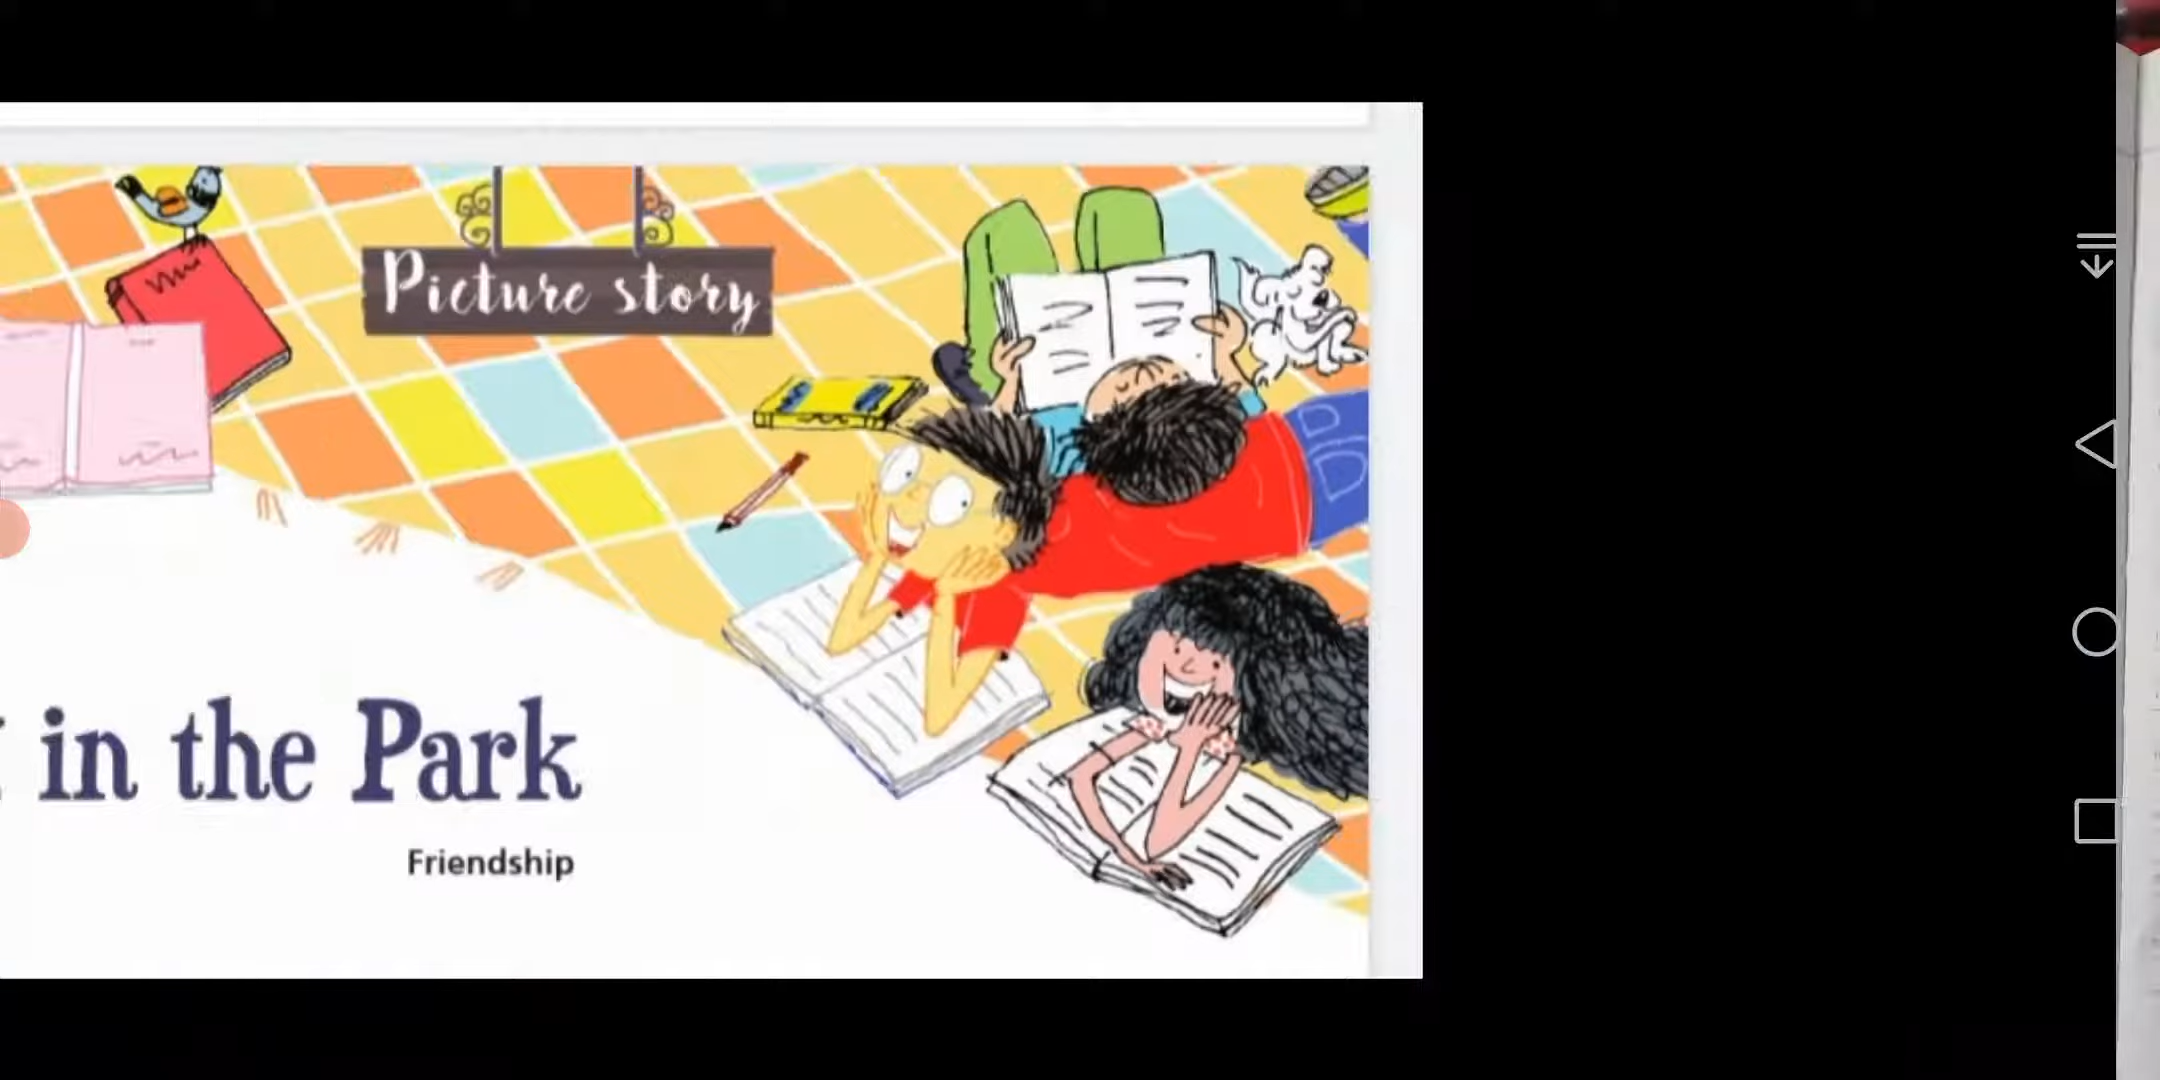 Picture story
in the Park
Friendship